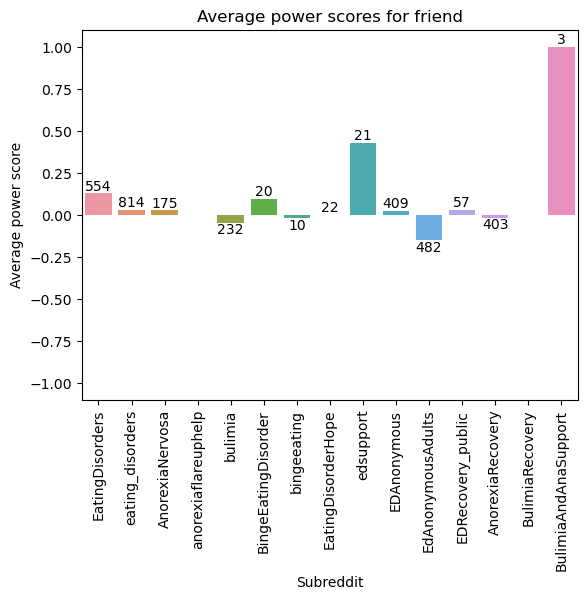 Average power scores for friend
Average power score
1.00
0.75
0.50
0.25
0.00
−0.25
−0.50
−0.75
−1.00
554
814
175
232
20
10
22
21
409
482
57
403
3
EatingDisorders
eating_disorders
AnorexiaNervosa
anorexiaflareuphelp
bulimia
BingeEatingDisorder
bingeeating
EatingDisorderHope
edsupport
EDAnonymous
EdAnonymousAdults
EDRecovery_public
AnorexiaRecovery
BulimiaRecovery
BulimiaAndAnaSupport
Subreddit